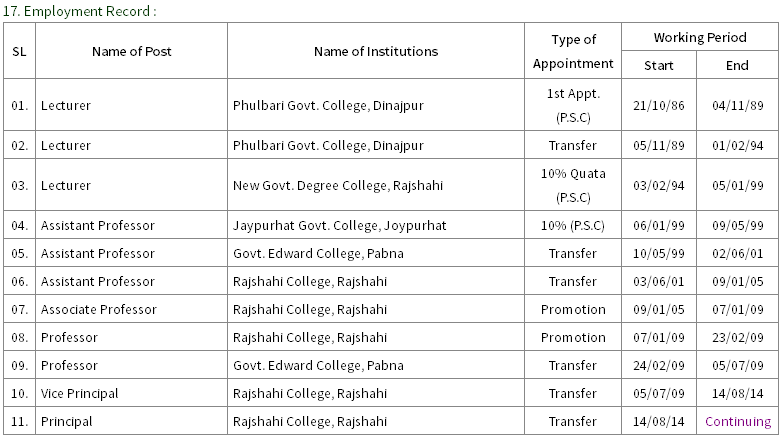 17. Employment Record :
SL Name of Post Name of Institutions Type of Appointment Working Period
Start End
01. Lecturer Phulbari Govt. College, Dinajpur 1st Appt. (P.S.C) 21/10/86 04/11/89
02. Lecturer Phulbari Govt. College, Dinajpur Transfer 05/11/89 01/02/94
03. Lecturer New Govt. Degree College, Rajshahi 10% Quata (P.S.C) 03/02/94 05/01/99
04. Assistant Professor Jaypurhat Govt. College, Joypurhat 10% (P.S.C) 06/01/99 09/05/99
05. Assistant Professor Govt. Edward College, Pabna Transfer 10/05/99 02/06/01
06. Assistant Professor Rajshahi College, Rajshahi Transfer 03/06/01 09/01/05
07. Associate Professor Rajshahi College, Rajshahi Promotion 09/01/05 07/01/09
08. Professor Rajshahi College, Rajshahi Promotion 07/01/09 23/02/09
09. Professor Govt. Edward College, Pabna Transfer 24/02/09 05/07/09
10. Vice Principal Rajshahi College, Rajshahi Transfer 05/07/09 14/08/14
11. Principal Rajshahi College, Rajshahi Transfer 14/08/14 Continuing